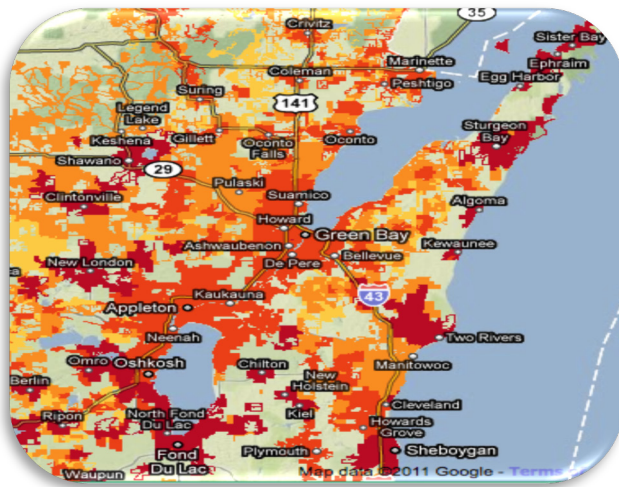 35
Crivitz
Sister Bay
Marinette
Ephraim
Coleman
Peshtigo
Egg Harbor
Suring
141
Legend
Lake
Sturgeon
Bay
Keshena
Gillett
Oconto
Falls
Oconto
Shawano
29
Pulaski
Clintonville
Suamico
Algoma
Howard
Green Bay
Ashwaubenon
Kewaunee
De Pere
Bellevue
New London
Kaukauna
43
Appleton
Neenah
Two Rivers
Omro
Oshkosh
Chilton
Manitowoc
Berlin
New
Holstein
Ripon
North Fond
Du Lac
Kiel
Cleveland
Howards
Grove
Fond
Du Lac
Plymouth
Sheboygan
Waupun
Map data ©2011 Google - Terms